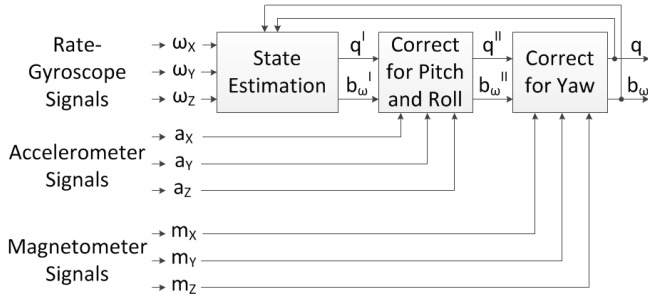 Rate-
Gyroscope
Signals
ωX
ωY
ωZ
State
Estimation
qI
bωI
Correct
for Pitch
and Roll
qII
bωII
Correct
for Yaw
q
bω
Accelerometer
Signals
aX
aY
aZ
Magnetometer
Signals
mX
mY
mZ